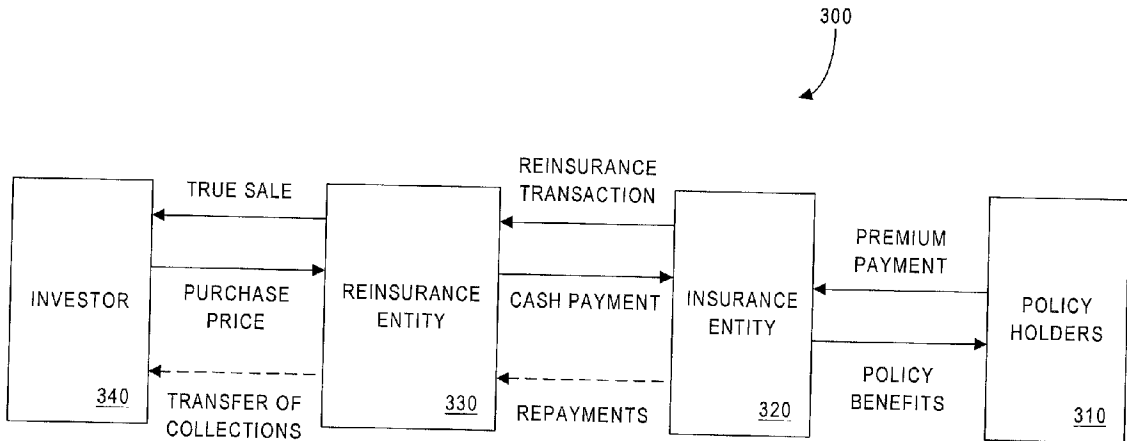 300
REINSURANCE
TRANSACTION
TRUE SALE
PREMIUM
PAYMENT
INVESTOR
PURCHASE
PRICE
REINSURANCE
ENTITY
CASH PAYMENT
INSURANCE
ENTITY
POLICY
HOLDERS
340
TRANSFER OF
COLLECTIONS
330
REPAYMENTS
320
POLICY
BENEFITS
310